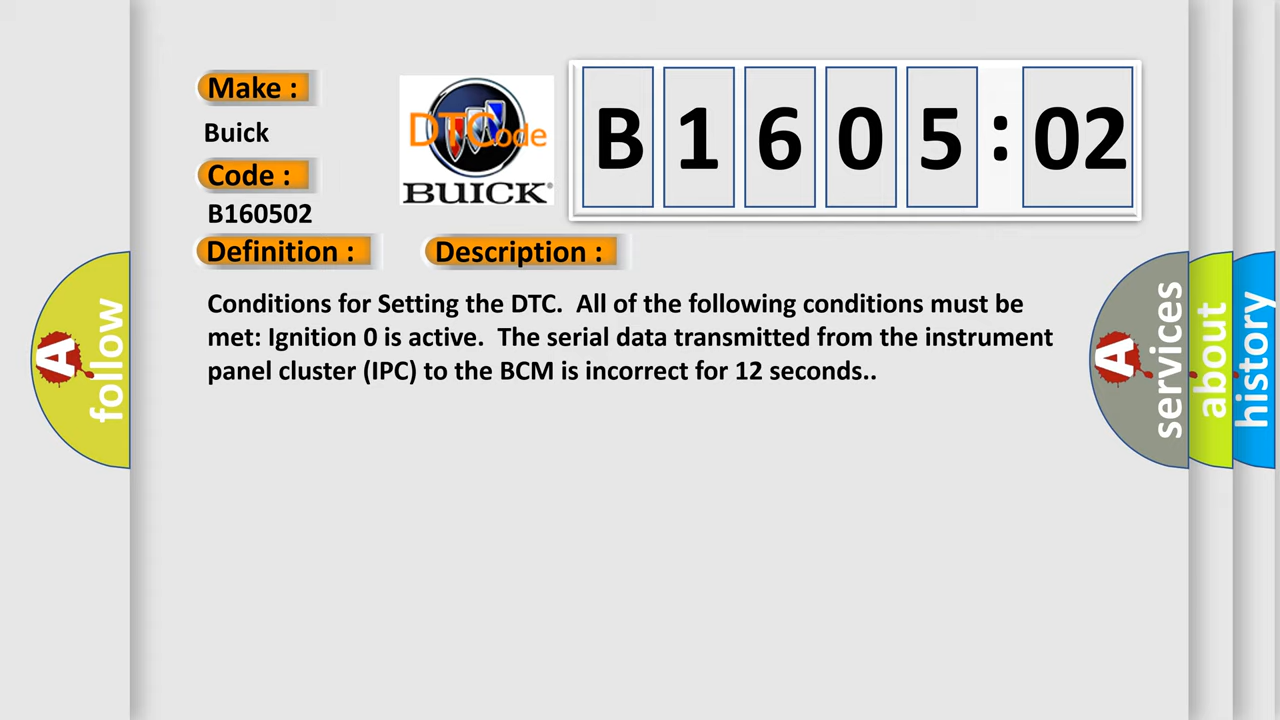 Make :
Buick
Code :
B160502
DTCode
BUICK®
B 1 6 0 5 : 02
Definition :
Description :
Conditions for Setting the DTC  All of the following conditions must be
met: Ignition 0 is active  The serial data transmitted from the instrument
panel cluster (IPC) to the BCM is incorrect for 12 seconds..
A follow
A services
about
history